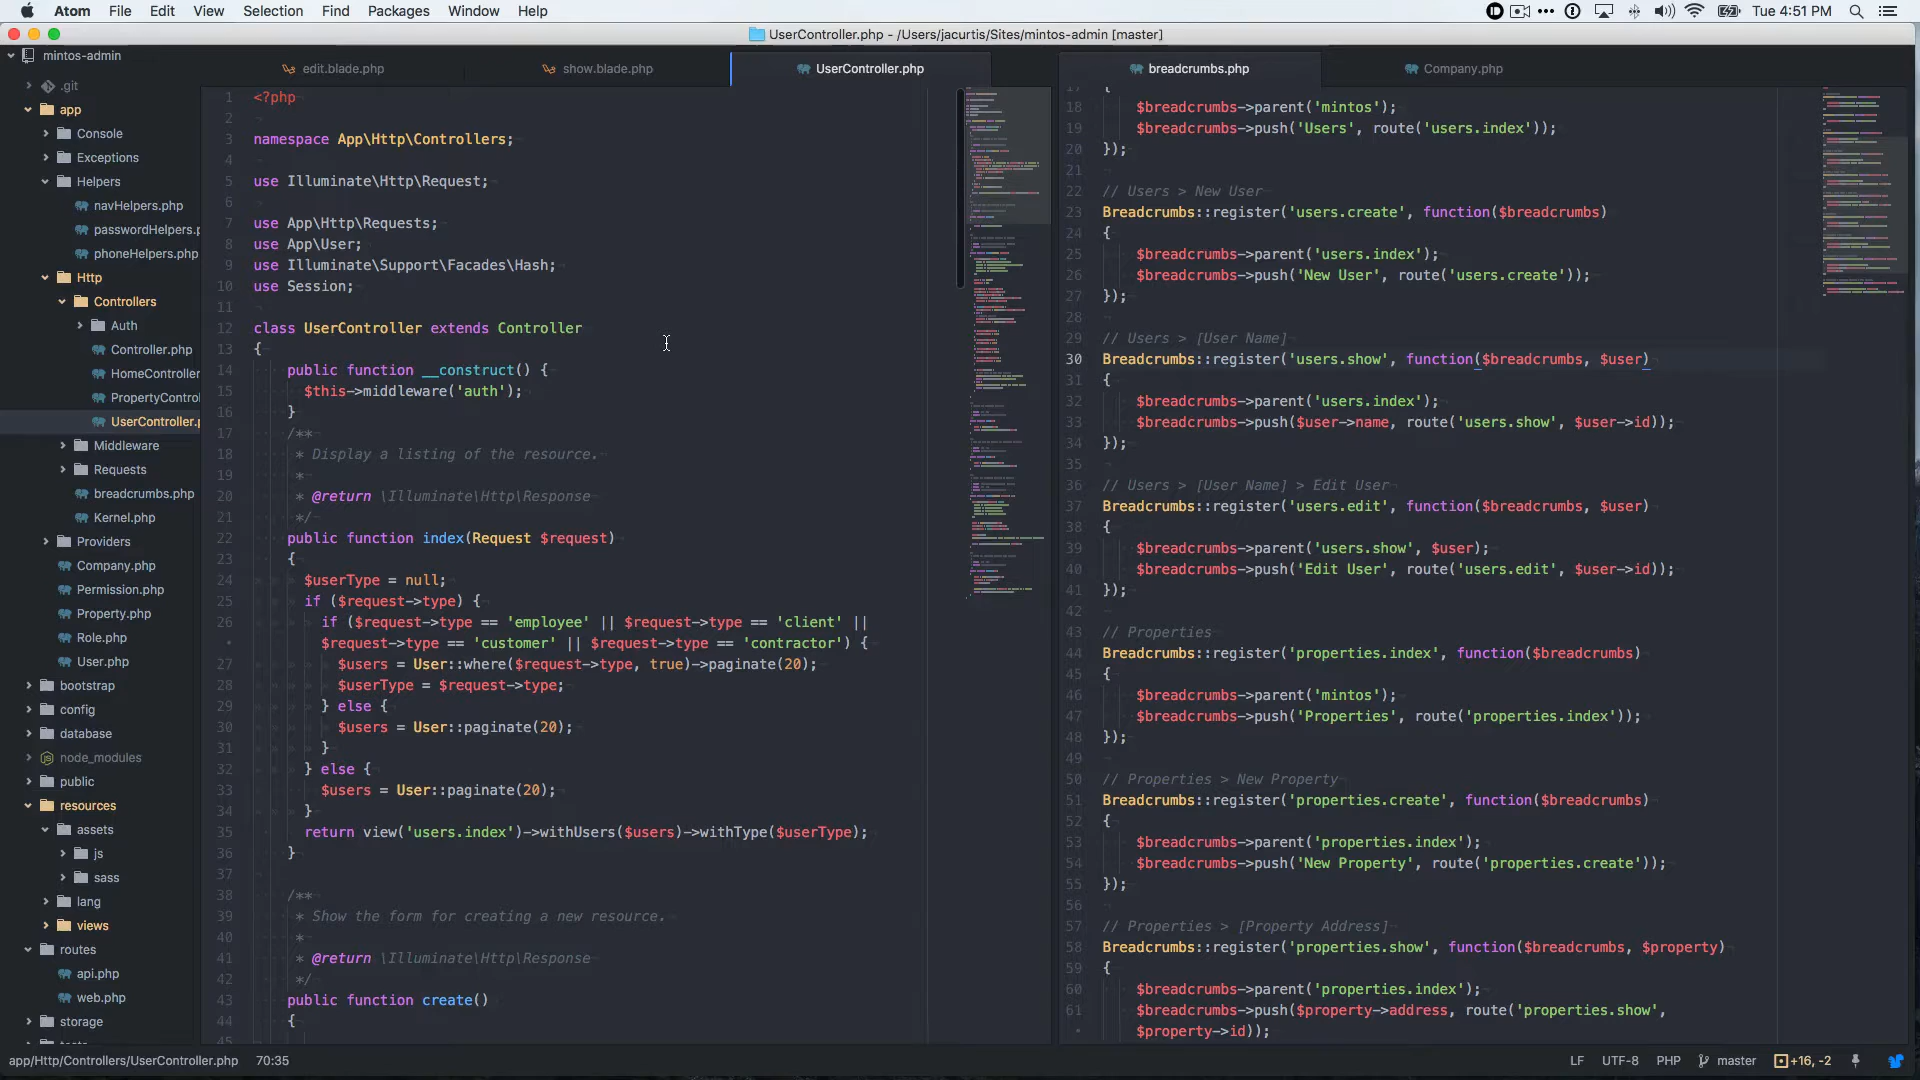 Atom File Edit View Selection Find Packages Window Help
Tue 4:51 PM
UserController.php - /Users/jacurtis/Sites/mintos-admin [master]
mintos-admin
.git
app
Console
Exceptions
Helpers
navHelpers.php
passwordHelpers.p
phoneHelpers.php
Http
Controllers
Auth
Controller.php
HomeController
PropertyContro
UserController.p
Middleware
Requests
breadcrumbs.php
Kernel.php
Providers
Company.php
Permission.php
Property.php
Role.php
User.php
bootstrap
config
database
node_modules
public
resources
assets
js
sass
lang
views
routes
api.php
web.php
storage
edit.blade.php
show.blade.php
UserController.php
1 <?php
2
3 namespace App\Http\Controllers;
4
5 use Illuminate\Http\Request;
6
7 use App\Http\Requests;
8 use App\User;
9 use Illuminate\Support\Facades\Hash;
10 use Session;
11
12 class UserController extends Controller
13 {
14 public function __construct() {
15 $this->middleware('auth');
16 }
17 /**
18 * Display a listing of the resource.
19 *
20 * @return \Illuminate\Http\Response
21 */
22 public function index(Request $request)
23 {
24 $userType = null;
25 if ($request->type) {
26 if ($request->type == 'employee' || $request->type == 'client' ||
• $request->type == 'customer' || $request->type == 'contractor') {
27 $users = User::where($request->type, true)->paginate(20);
28 $userType = $request->type;
29 } else {
30 $users = User::paginate(20);
31 }
32 } else {
33 $users = User::paginate(20);
34 }
35 return view('users.index')->withUsers($users)->withType($userType);
36 }
37
38 /**
39 * Show the form for creating a new resource.
40 *
41 * @return \Illuminate\Http\Response
42 */
43 public function create()
44 {
45
breadcrumbs.php
Company.php
17 {
18 $breadcrumbs->parent('mintos');
19 $breadcrumbs->push('Users', route('users.index'));
20 });
21
22 // Users > New User
23 Breadcrumbs::register('users.create', function($breadcrumbs)
24 {
25 $breadcrumbs->parent('users.index');
26 $breadcrumbs->push('New User', route('users.create'));
27 });
28
29 // Users > [User Name]
30 Breadcrumbs::register('users.show', function($breadcrumbs, $user)
31 {
32 $breadcrumbs->parent('users.index');
33 $breadcrumbs->push($user->name, route('users.show', $user->id));
34 });
35
36 // Users > [User Name] > Edit User
37 Breadcrumbs::register('users.edit', function($breadcrumbs, $user)
38 {
39 $breadcrumbs->parent('users.show', $user);
40 $breadcrumbs->push('Edit User', route('users.edit', $user->id));
41 });
42
43 // Properties
44 Breadcrumbs::register('properties.index', function($breadcrumbs)
45 {
46 $breadcrumbs->parent('mintos');
47 $breadcrumbs->push('Properties', route('properties.index'));
48 });
49
50 // Properties > New Property
51 Breadcrumbs::register('properties.create', function($breadcrumbs)
52 {
53 $breadcrumbs->parent('properties.index');
54 $breadcrumbs->push('New Property', route('properties.create'));
55 });
56
57 // Properties > [Property Address]
58 Breadcrumbs::register('properties.show', function($breadcrumbs, $property)
59 {
60 $breadcrumbs->parent('properties.index');
61 $breadcrumbs->push($property->address, route('properties.show',
• $property->id));
app/Http/Controllers/UserController.php 70:35
LF UTF-8 PHP master +16, -2